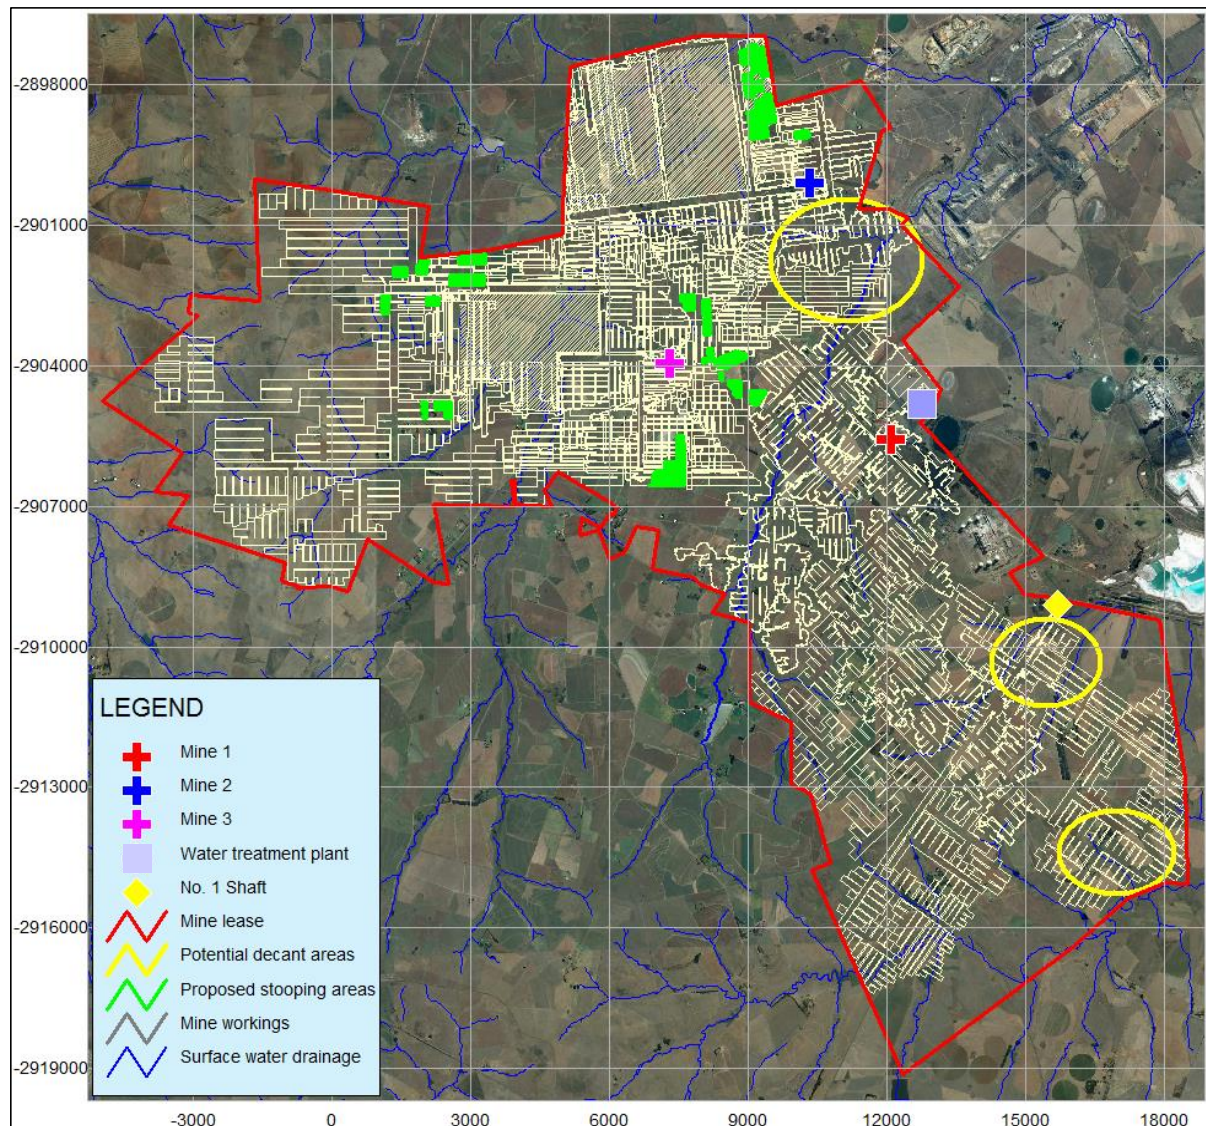 -2898000
-2901000
-2904000
-2907000
-2910000
-2913000
-2916000
-2919000
LEGEND
Mine 1
Mine 2
Mine 3
Water treatment plant
No. 1 Shaft
Mine lease
Potential decant areas
Proposed stooping areas
Mine workings
Surface water drainage
-3000 0 3000 6000 9000 12000 15000 18000